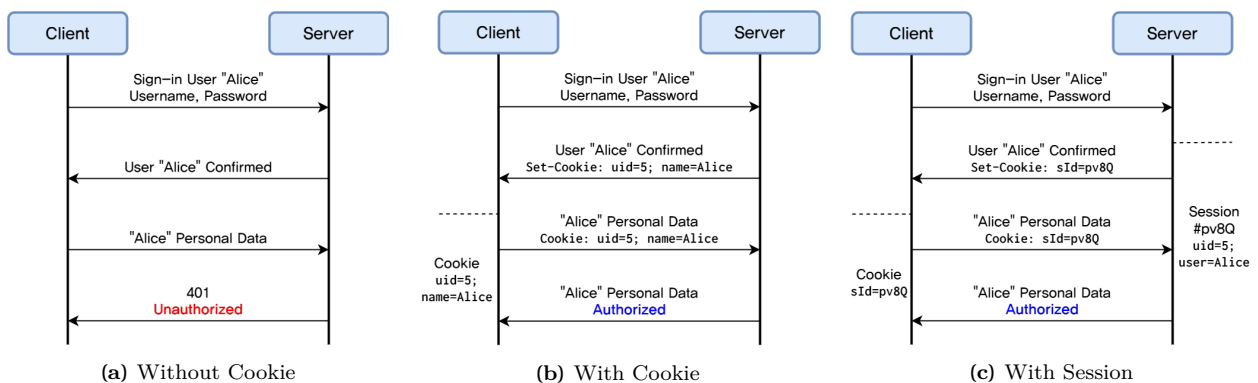 Client
Server
Sign-in User "Alice"
Username, Password
User "Alice" Confirmed
"Alice" Personal Data
401
Unauthorized
(a) Without Cookie
Client
Server
Sign-in User "Alice"
Username, Password
User "Alice" Confirmed
Set-Cookie: uid=5; name=Alice
"Alice" Personal Data
Cookie: uid=5; name=Alice
Cookie
uid=5;
name=Alice
"Alice" Personal Data
Authorized
(b) With Cookie
Client
Server
Sign-in User "Alice"
Username, Password
User "Alice" Confirmed
Set-Cookie: sId=pv8Q
"Alice" Personal Data
Cookie: sId=pv8Q
Session
#pv8Q
uid=5;
user=Alice
Cookie
sId=pv8Q
"Alice" Personal Data
Authorized
(c) With Session